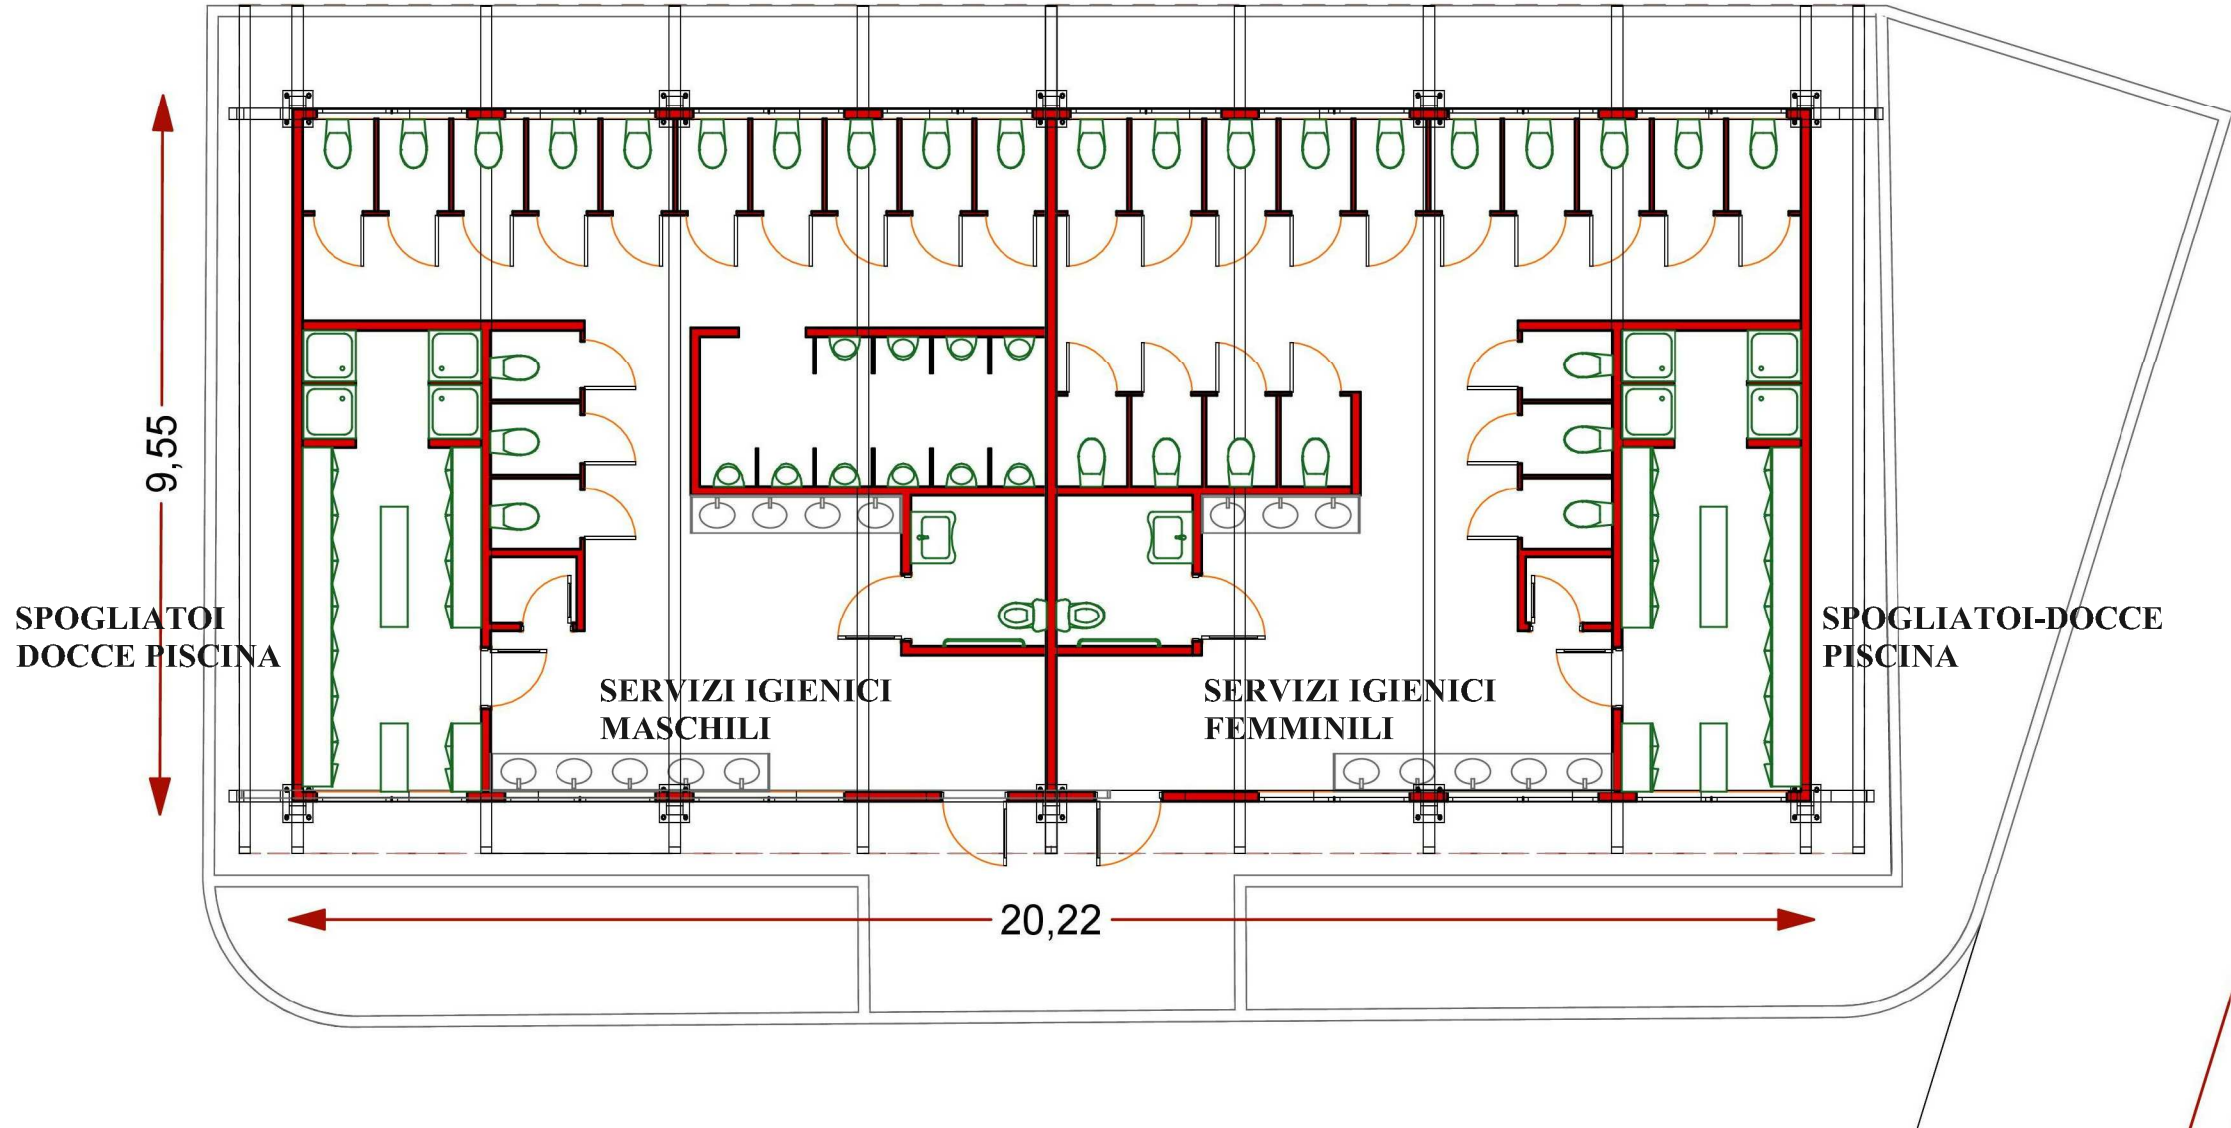 9,55
SPOGLIATOI
DOCCE PISCINA
SERVIZI IGIENICI
MASCHILI
SERVIZI IGIENICI
FEMMINILI
SPOGLIATOI-DOCCE
PISCINA
20,22